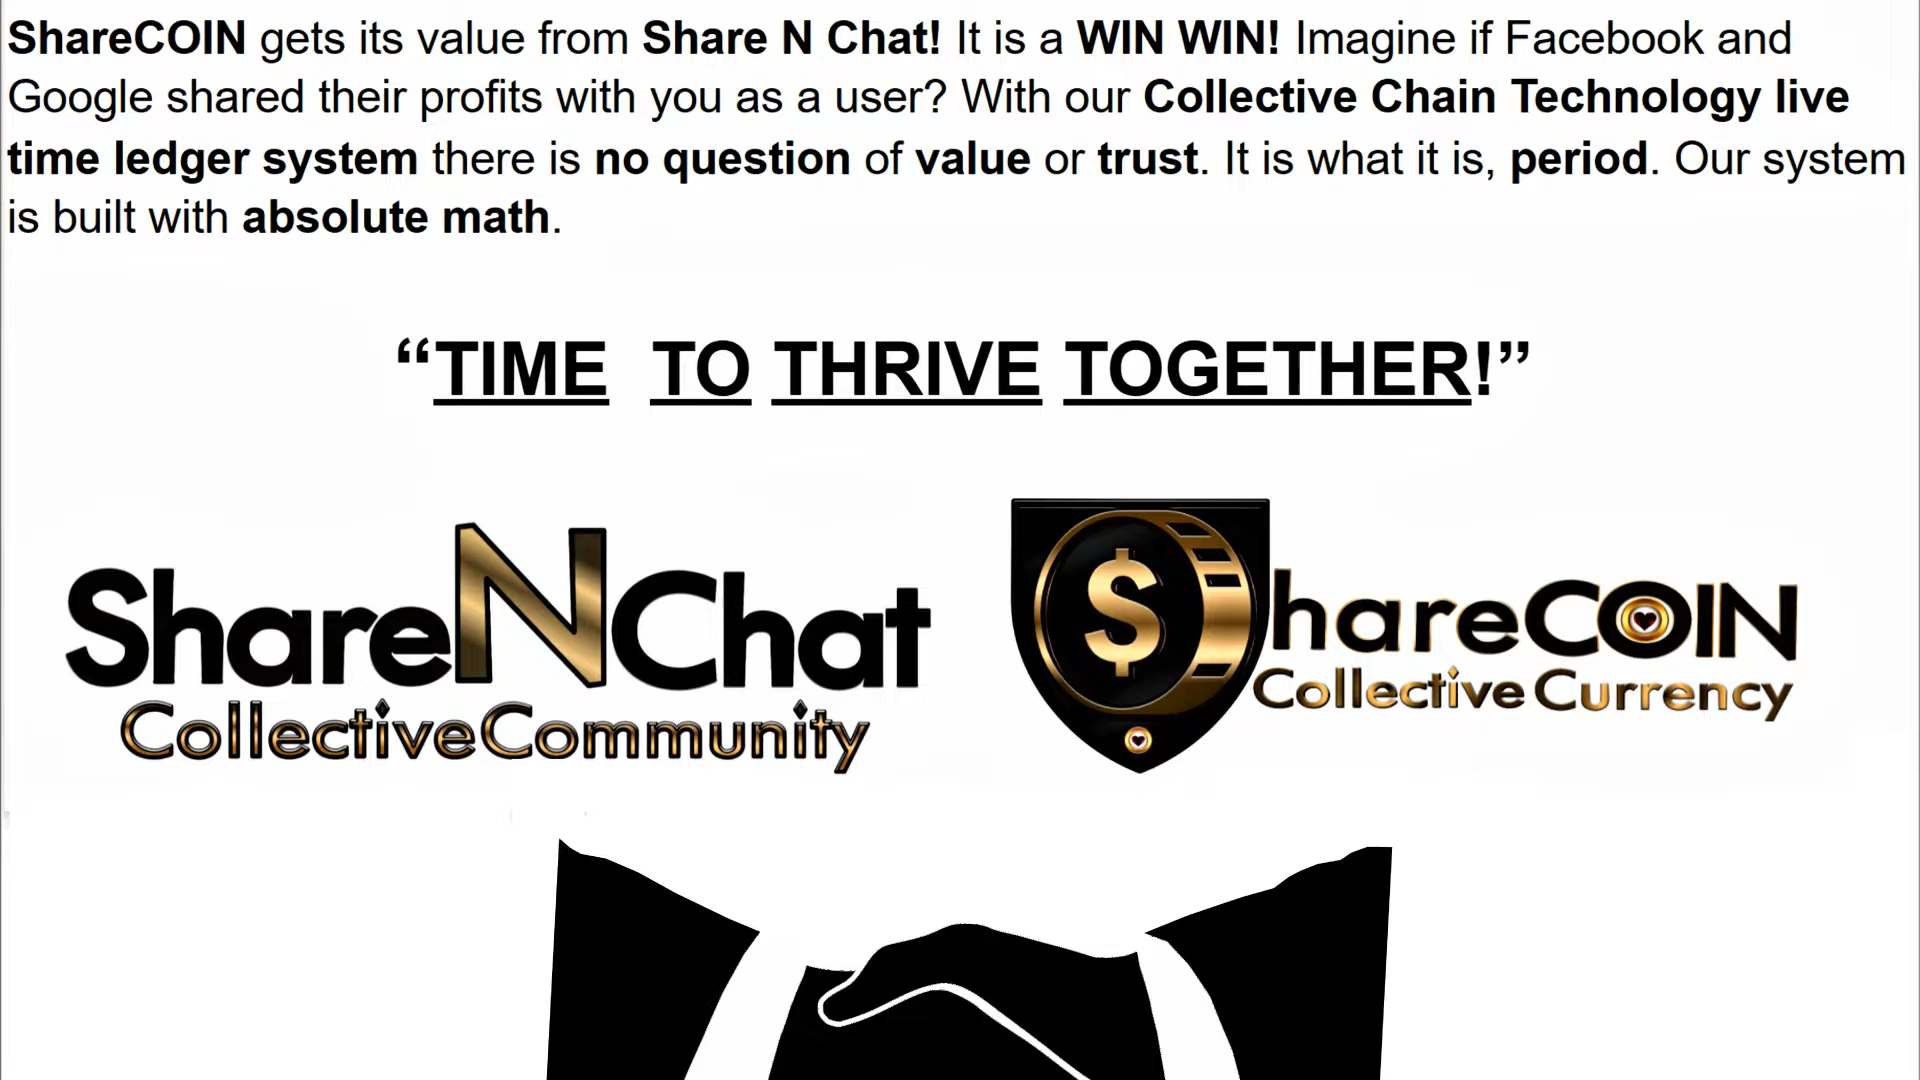 ShareCOIN gets its value from Share N Chat! It is a WIN WIN! Imagine if Facebook and
Google shared their profits with you as a user? With our Collective Chain Technology live
time ledger system there is no question of value or trust. It is what it is, period. Our system
is built with absolute math.
“TIME TO THRIVE TOGETHER!”
ShareNChat
Collective Community
$hareCOIN
Collective Currency